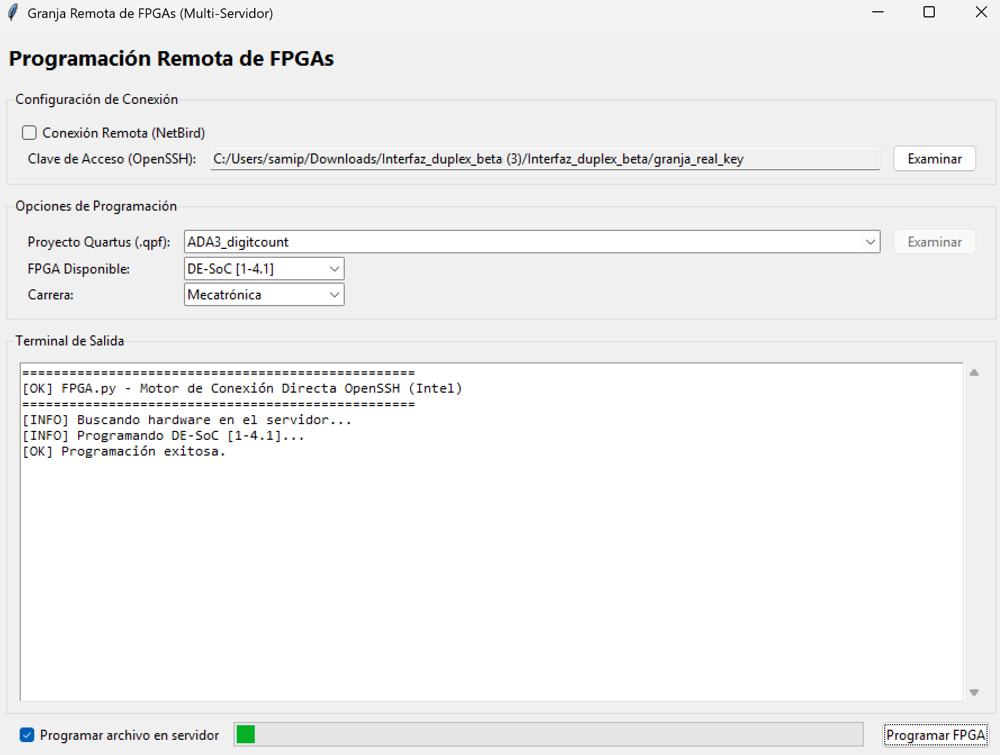 Granja Remota de FPGAs (Multi-Servidor)
Programación Remota de FPGAs
Configuración de Conexión
Conexión Remota (NetBird)
Clave de Acceso (OpenSSH): C:/Users/samip/Downloads/Interfaz_duplex_beta (3)/Interfaz_duplex_beta/granja_real_key Examinar
Opciones de Programación
Proyecto Quartus (.qpf): ADA3_digitcount Examinar
FPGA Disponible: DE-SoC [1-4.1]
Carrera: Mecatrónica
Terminal de Salida
==================================================
[OK] FPGA.py - Motor de Conexión Directa OpenSSH (Intel)
==================================================
[INFO] Buscando hardware en el servidor...
[INFO] Programando DE-SoC [1-4.1]...
[OK] Programación exitosa.
Programar archivo en servidor Programar FPGA